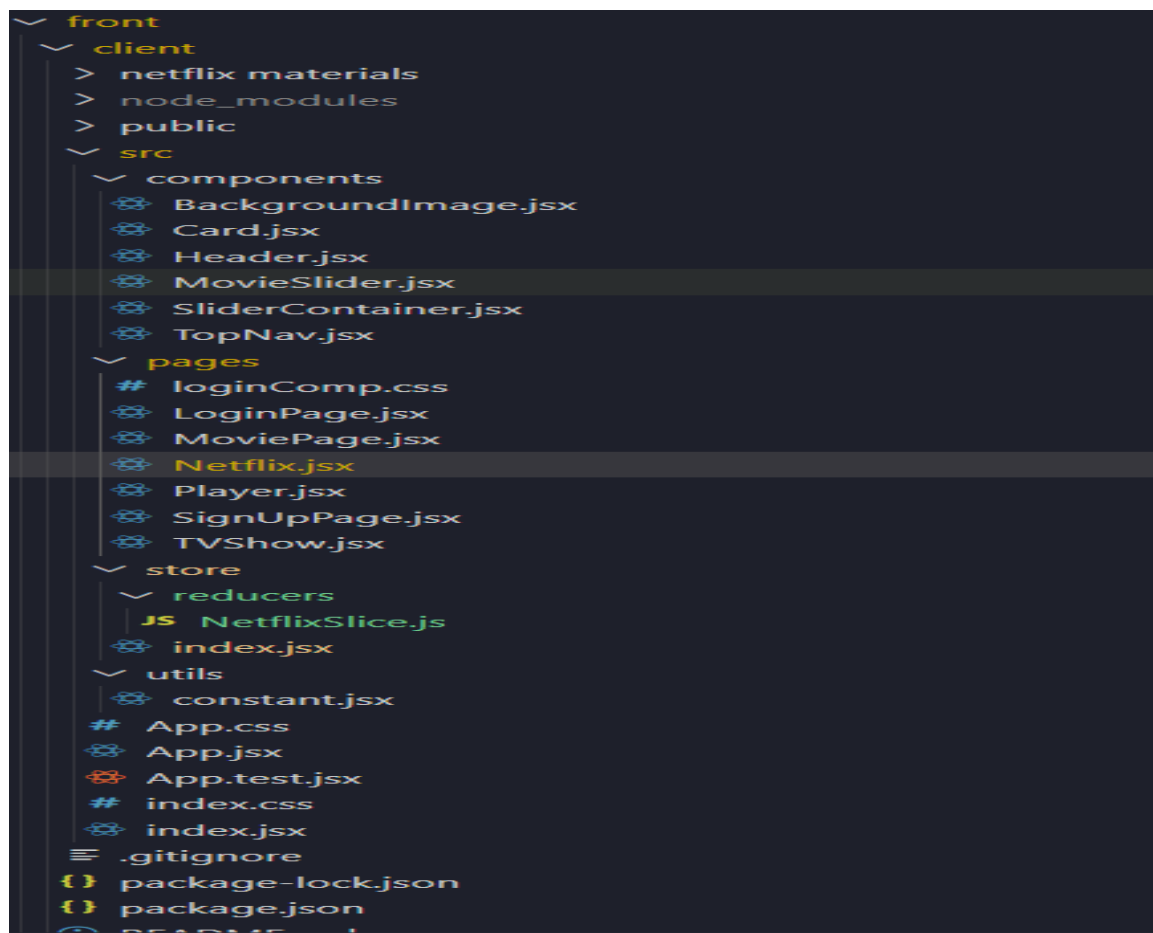 front
client
netflix materials
node_modules
public
src
components
BackgroundImage.jsx
Card.jsx
Header.jsx
MovieSlider.jsx
SliderContainer.jsx
TopNav.jsx
pages
# loginComp.css
LoginPage.jsx
MoviePage.jsx
Netflix.jsx
Player.jsx
SignUpPage.jsx
TVShow.jsx
store
reducers
JS NetflixSlice.js
index.jsx
utils
constant.jsx
# App.css
App.jsx
App.test.jsx
# index.css
index.jsx
.gitignore
{} package-lock.json
{} package.json